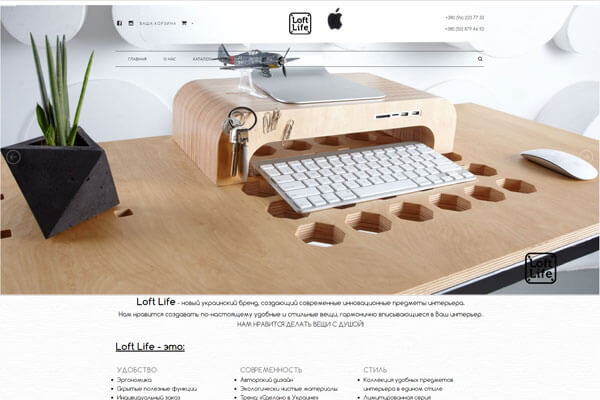 ВАША КОРЗИНА
Loft
Life
+380 (96) 233 77 33
+380 (50) 879 46 93
ГЛАВНАЯ О НАС КАТАЛОГ
Loft
Life
Loft Life - новый украинский бренд, создающий современные инновационные предметы интерьера.
Нам нравится создавать по-настоящему удобные и стильные вещи, гармонично вписывающиеся в Ваш интерьер.
НАМ НРАВИТСЯ ДЕЛАТЬ ВЕЩИ С ДУШОЙ!
Loft Life - это:
УДОБСТВО
Эргономика
Скрытые полезные функции
Индивидуальный заказ
СОВРЕМЕННОСТЬ
Авторский дизайн
Экологически чистые материалы
Тренд: «Сделано в Украине»
СТИЛЬ
Коллекция удобных предметов
интерьера в едином стиле
Лимитированная серия